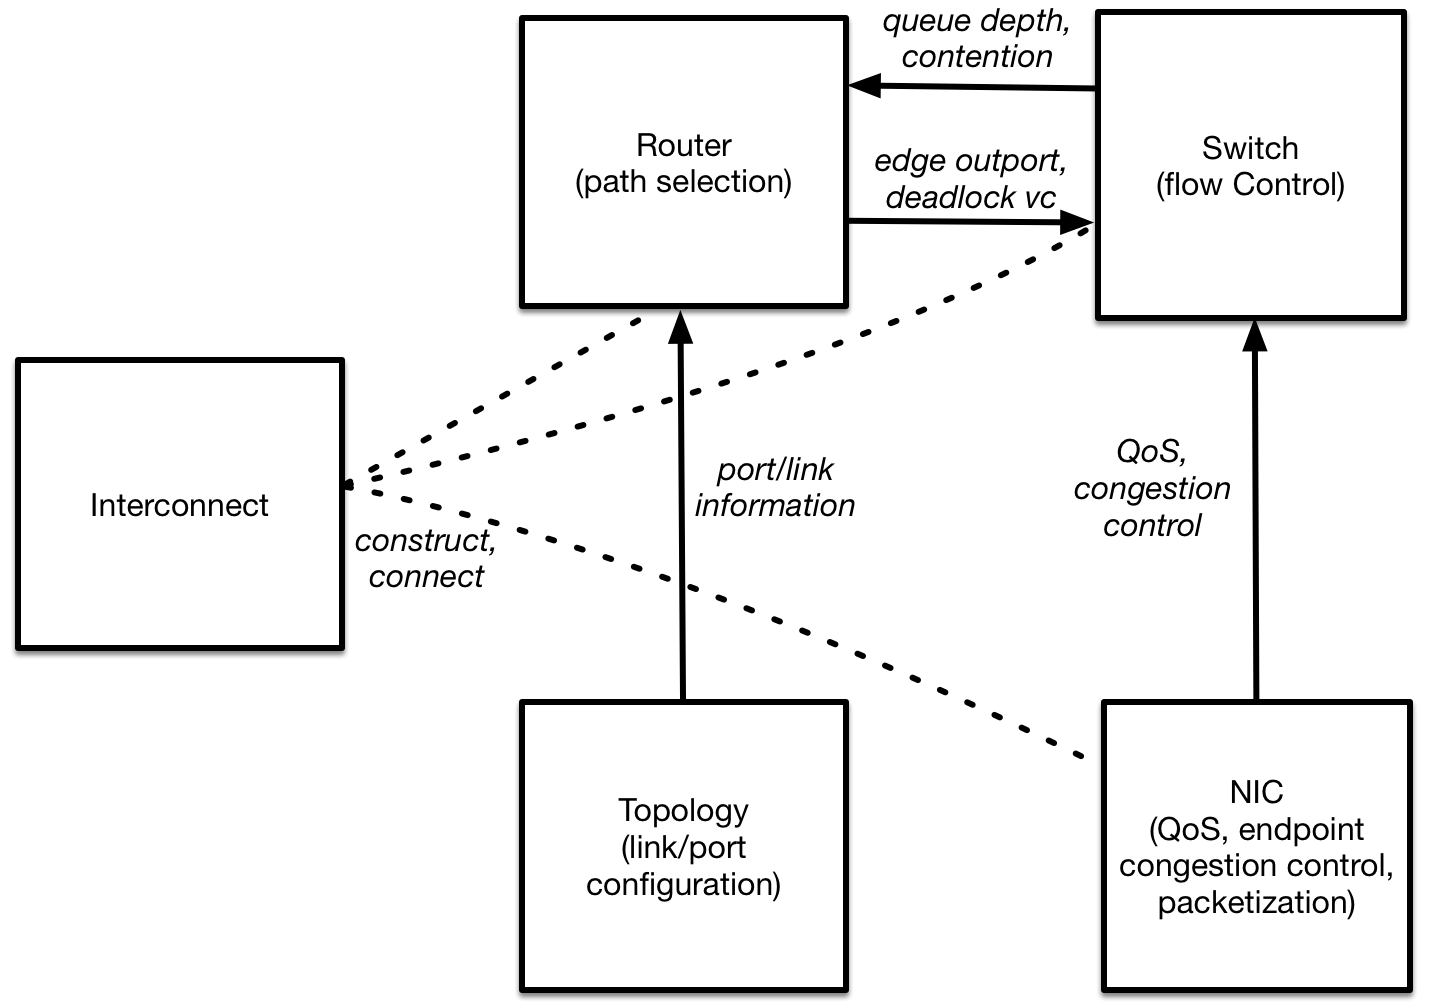 queue depth,
contention
Router
(path selection)
edge outport,
deadlock vc
Switch
(flow Control)
Interconnect
construct,
connect
port/link
information
QoS,
congestion
control
Topology
(link/port
configuration)
NIC
(QoS, endpoint
congestion control,
packetization)